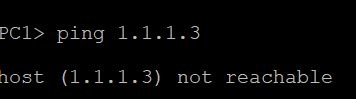 PC1> ping 1.1.1.3
host (1.1.1.3) not reachable